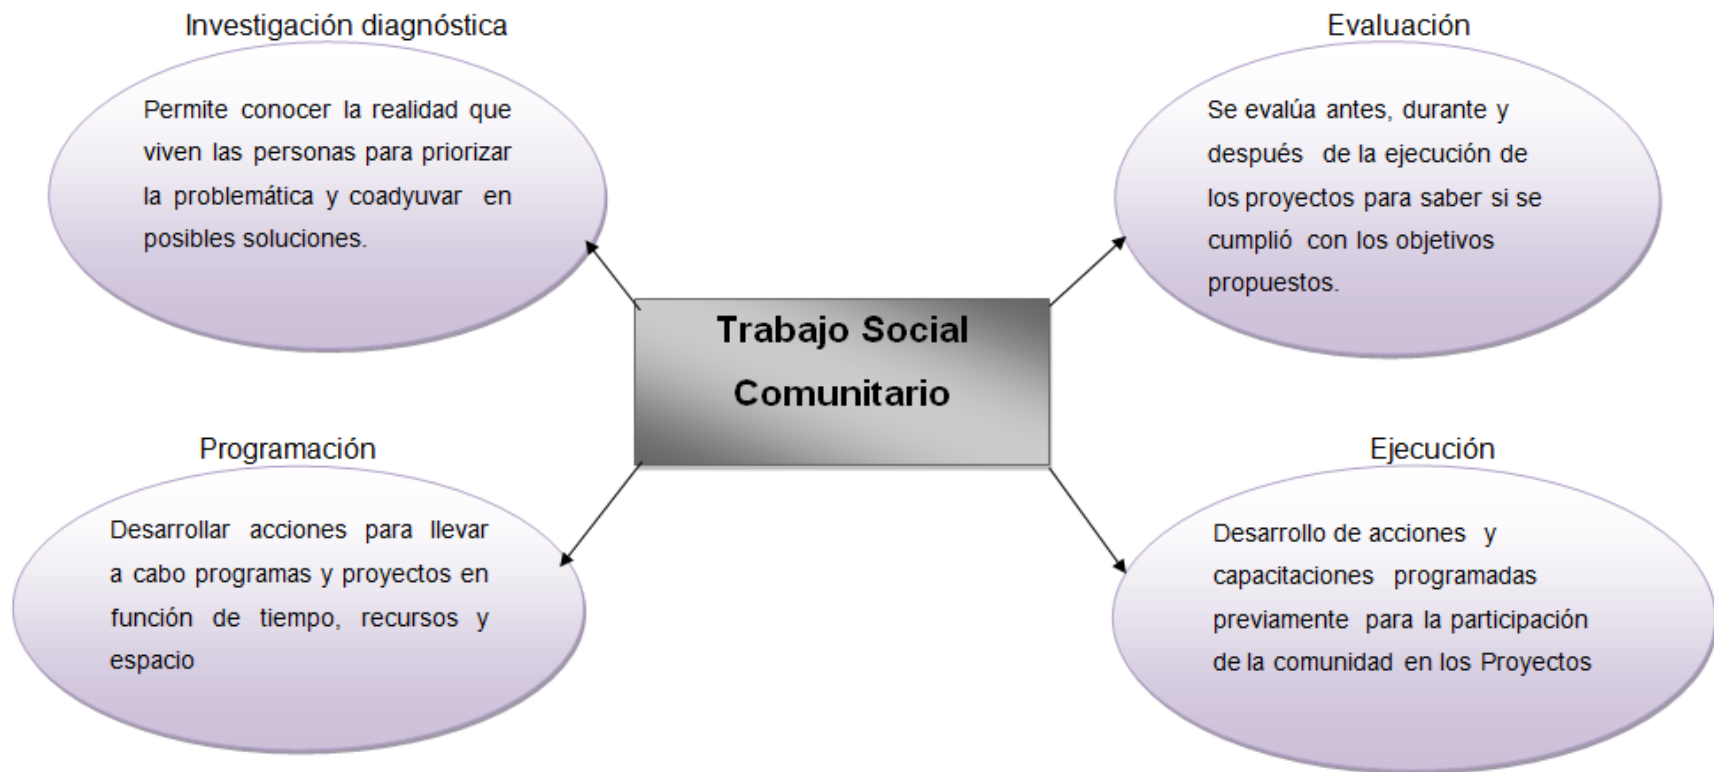 Investigación diagnóstica
Permite conocer la realidad que
viven las personas para priorizar
la problemática y coadyuvar en
posibles soluciones.
Evaluación
Se evalúa antes, durante y
después de la ejecución de
los proyectos para saber si se
cumplió con los objetivos
propuestos.
Trabajo Social
Comunitario
Programación
Desarrollar acciones para llevar
a cabo programas y proyectos en
función de tiempo, recursos y
espacio
Ejecución
Desarrollo de acciones y
capacitaciones programadas
previamente para la participación
de la comunidad en los Proyectos